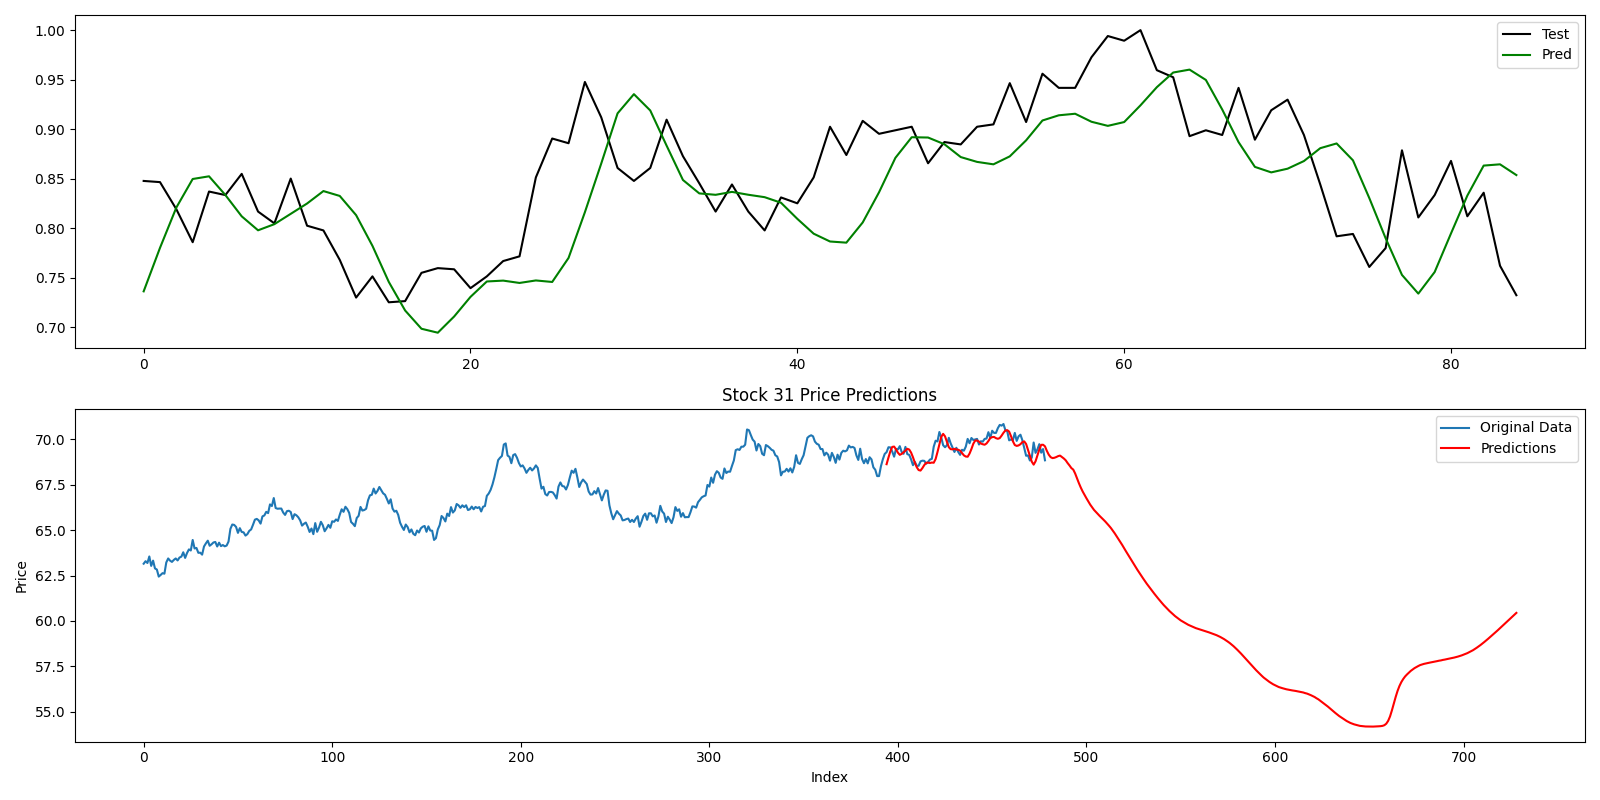 1.00
0.95
0.90
0.85
0.80
0.75
0.70
Test
Pred
0 20 40 60 80
Stock 31 Price Predictions
70.0
67.5
65.0
62.5
60.0
57.5
55.0
Price
Original Data
Predictions
0 100 200 300 400 500 600 700
Index